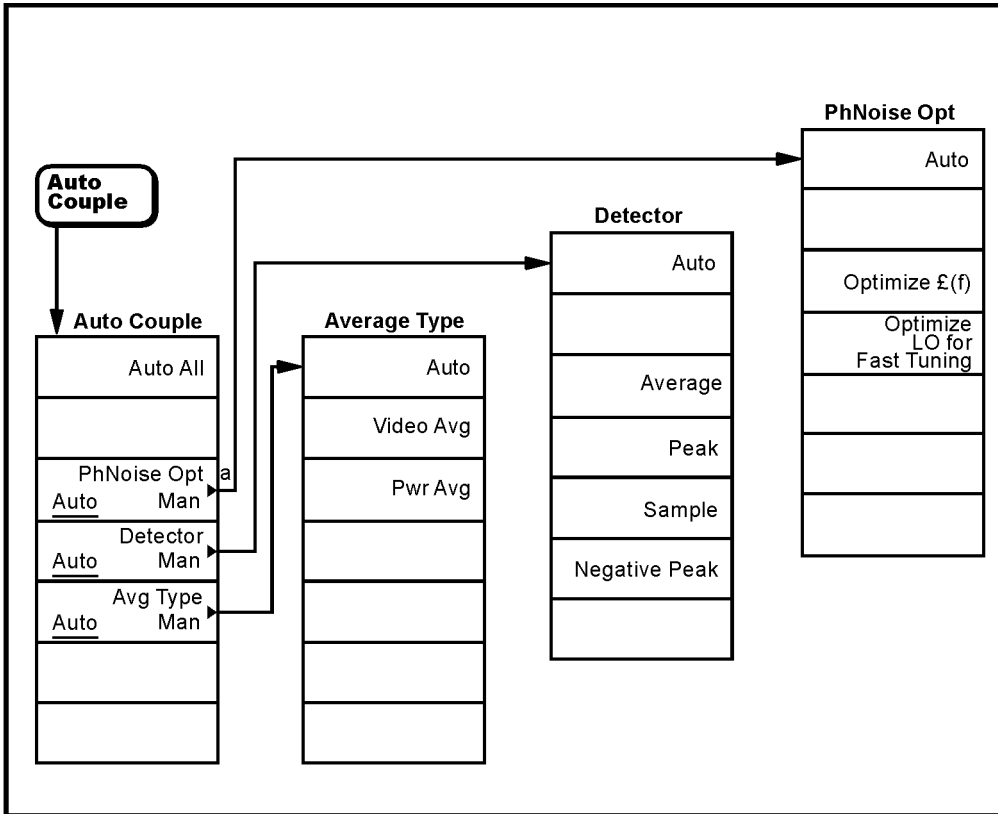 Auto
Couple
Auto Couple
Auto All
PhNoise Opt a
Auto Man
Detector
Auto Man
Avg Type
Auto Man
Average Type
Auto
Video Avg
Pwr Avg
Detector
Auto
Average
Peak
Sample
Negative Peak
PhNoise Opt
Auto
Optimize £(f)
Optimize
LO for
Fast Tuning